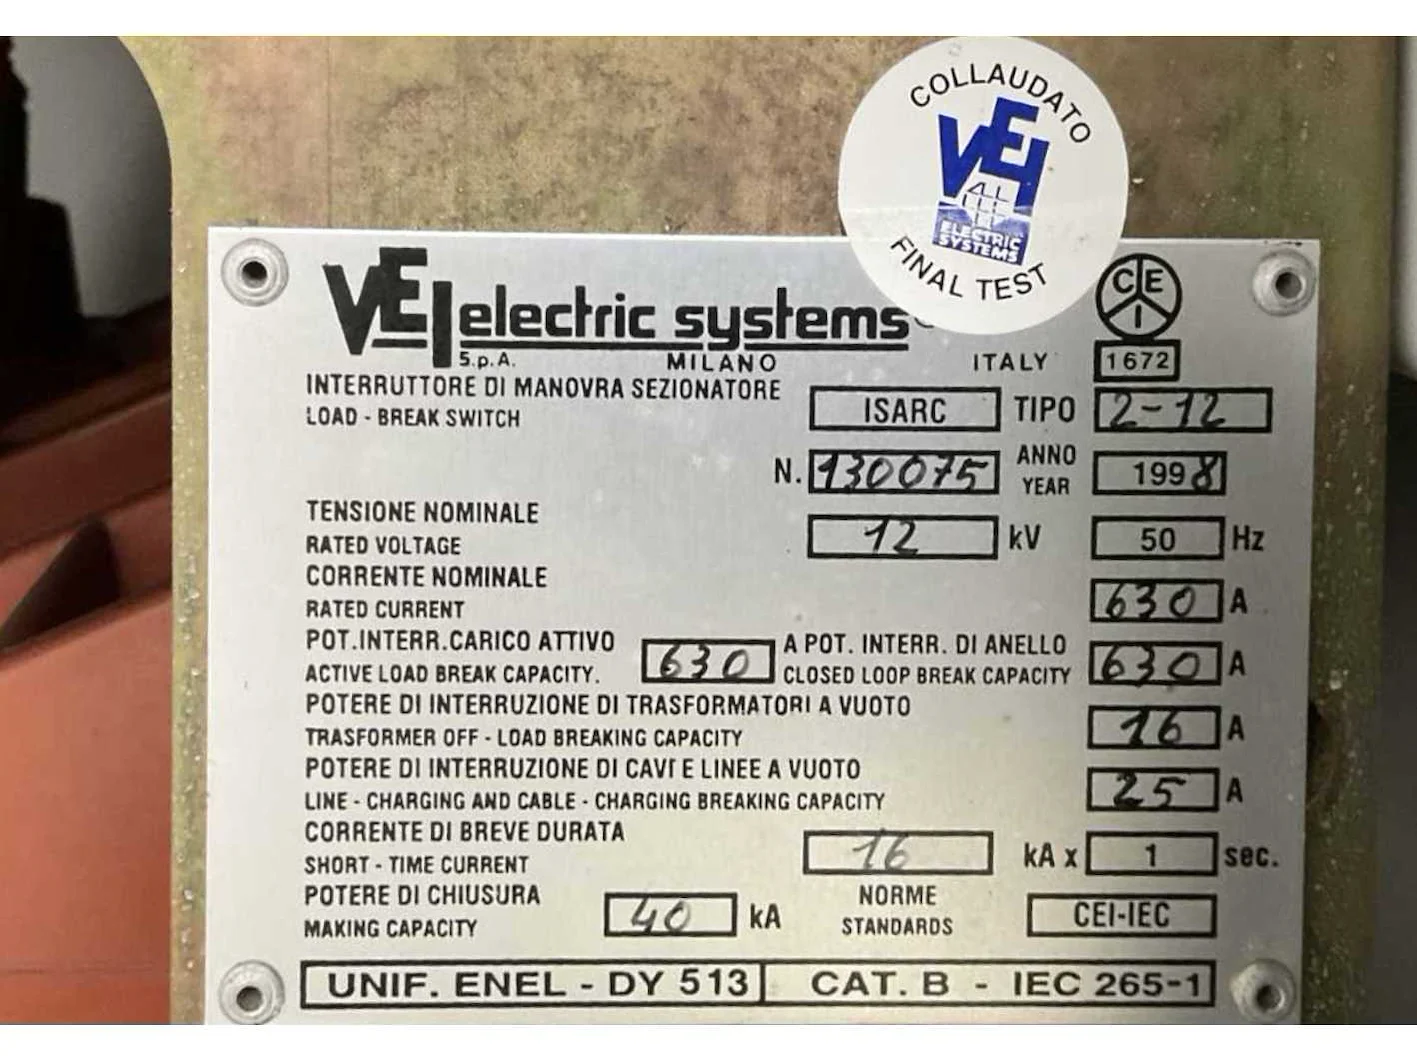 COLLAUDATO
VEI
ELECTRIC
SYSTEMS
FINAL TEST
VEI electric systems
S.p.A. MILANO ITALY
CEI
1672
INTERRUTTORE DI MANOVRA SEZIONATORE
LOAD - BREAK SWITCH ISARC TIPO 2-12
N. 130075 ANNO YEAR 1998
TENSIONE NOMINALE
RATED VOLTAGE 12 kV 50 Hz
CORRENTE NOMINALE
RATED CURRENT 630 A
POT.INTERR.CARICO ATTIVO 630 A POT. INTERR. DI ANELLO
ACTIVE LOAD BREAK CAPACITY. CLOSED LOOP BREAK CAPACITY 630 A
POTERE DI INTERRUZIONE DI TRASFORMATORI A VUOTO
TRASFORMER OFF - LOAD BREAKING CAPACITY 16 A
POTERE DI INTERRUZIONE DI CAVI E LINEE A VUOTO
LINE - CHARGING AND CABLE - CHARGING BREAKING CAPACITY 25 A
CORRENTE DI BREVE DURATA
SHORT - TIME CURRENT 16 kA x 1 sec.
POTERE DI CHIUSURA NORME
MAKING CAPACITY 40 kA STANDARDS CEI-IEC
UNIF. ENEL - DY 513 CAT. B - IEC 265-1